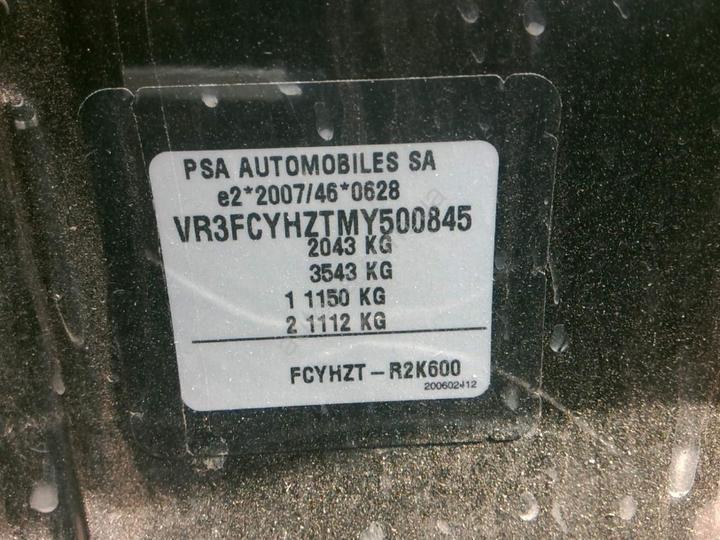 PSA AUTOMOBILES SA
e2*2007/46*0628
VR3FCYHZTMY500845
2043 KG
3543 KG
1 1150 KG
2 1112 KG
FCYHZT - R2K600
200602412